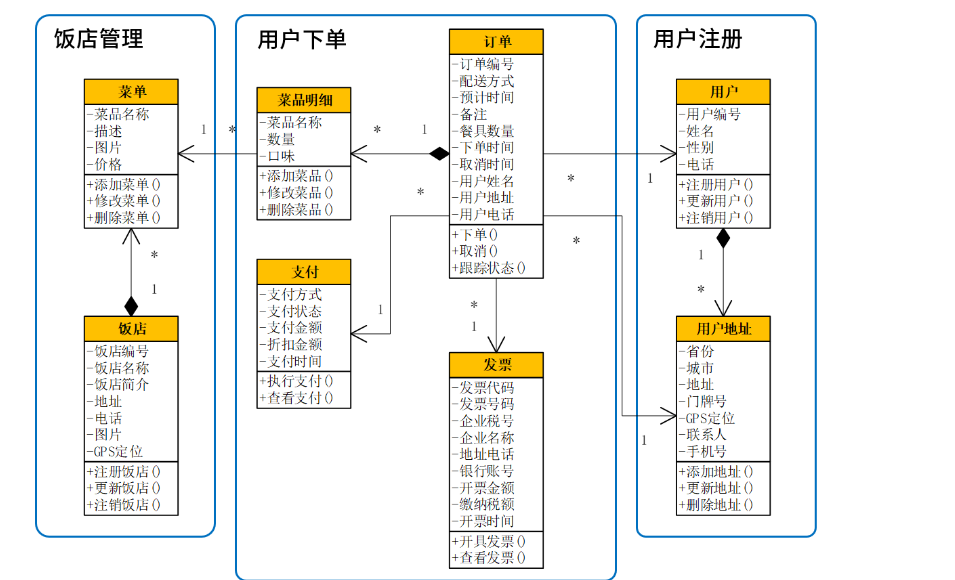 饭店管理
菜单
-菜品名称
-描述
-图片
-价格
+添加菜单()
+修改菜单()
+删除菜单()
1
*
*
1
饭店
-饭店编号
-饭店名称
-饭店简介
-地址
-电话
-图片
-GPS定位
+注册饭店()
+更新饭店()
+注销饭店()
用户下单
菜品明细
-菜品名称
-数量
-口味
+添加菜品()
+修改菜品()
+删除菜品()
*
1
支付
-支付方式
-支付状态
-支付金额
-折扣金额
-支付时间
+执行支付()
+查看支付()
*
1
订单
-订单编号
-配送方式
-预计时间
-备注
-餐具数量
-下单时间
-取消时间
-用户姓名
-用户地址
-用户电话
+下单()
+取消()
+跟踪状态()
*
1
发票
-发票代码
-发票号码
-企业税号
-企业名称
-地址电话
-银行账号
-开票金额
-缴纳税额
-开票时间
+开具发票()
+查看发票()
*
1
*
1
用户注册
用户
-用户编号
-姓名
-性别
-电话
+注册用户()
+更新用户()
+注销用户()
1
*
用户地址
-省份
-城市
-地址
-门牌号
-GPS定位
-联系人
-手机号
+添加地址()
+更新地址()
+删除地址()